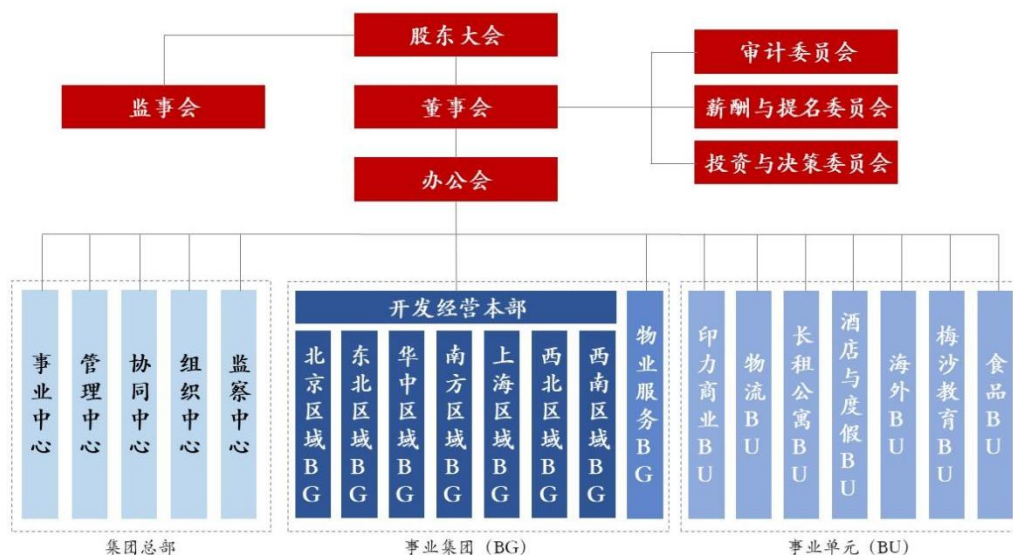 股东大会
审计委员会
监事会
董事会
薪酬与提名委员会
投资与决策委员会
办公会
事业中心
管理中心
协同中心
组织中心
监察中心
集团总部
开发经营本部
北京区域BG
东北区域BG
华中区域BG
南方区域BG
上海区域BG
西北区域BG
西南区域BG
物业服务BG
事业集团（BG）
印力商业BU
物流BU
长租公寓BU
酒店与度假BU
海外BU
梅沙教育BU
食品BU
事业单元（BU）